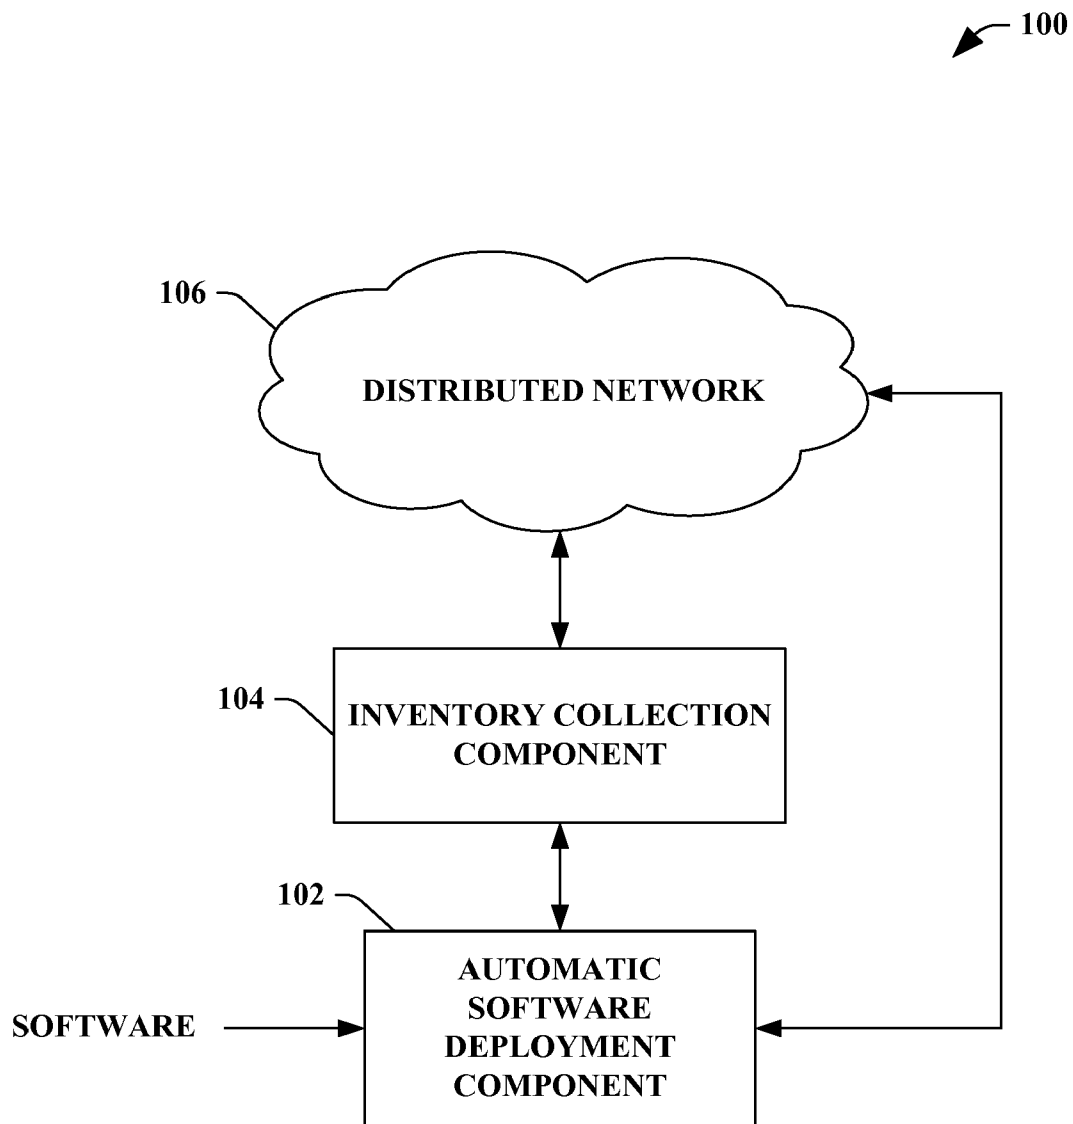 100
106
DISTRIBUTED NETWORK
104
INVENTORY COLLECTION
COMPONENT
102
AUTOMATIC
SOFTWARE
DEPLOYMENT
COMPONENT
SOFTWARE